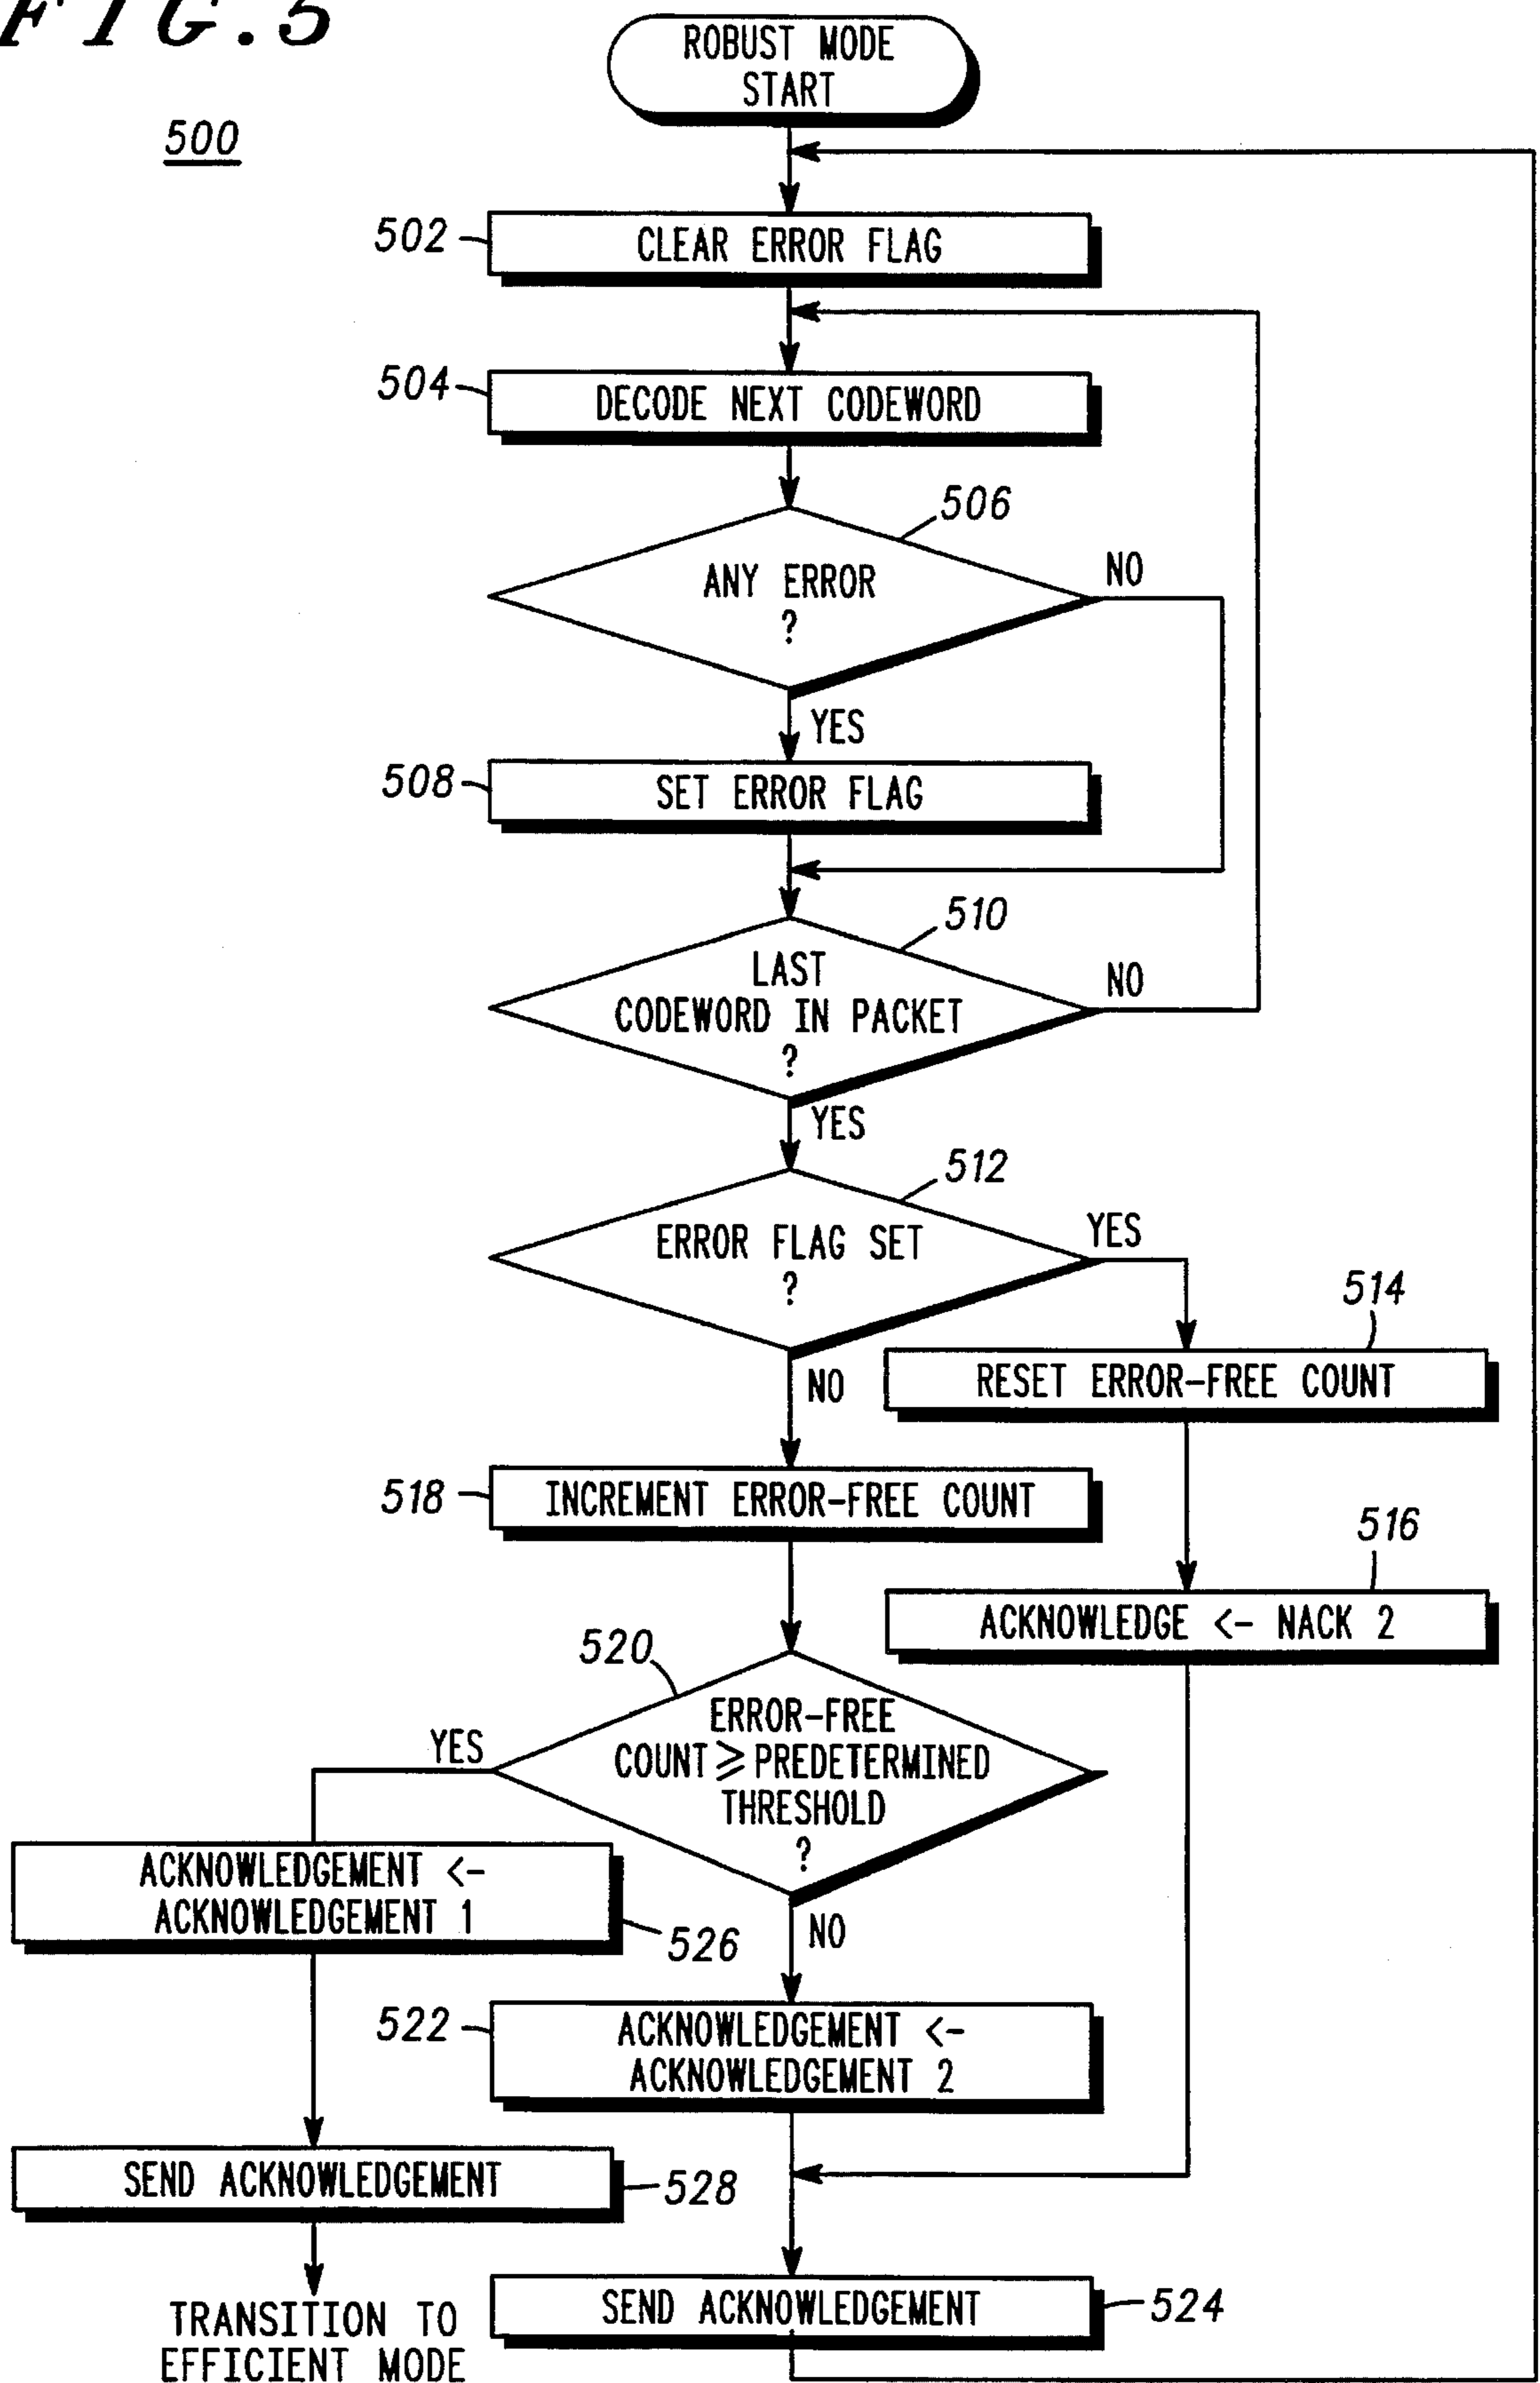 FIG.5
500
ROBUST MODE
START
502
CLEAR ERROR FLAG
504
DECODE NEXT CODEWORD
506
ANY ERROR
?
NO
YES
508
SET ERROR FLAG
510
LAST
CODEWORD IN PACKET
?
NO
YES
512
ERROR FLAG SET
?
YES
NO
514
RESET ERROR-FREE COUNT
518
INCREMENT ERROR-FREE COUNT
516
ACKNOWLEDGE <- NACK 2
520
ERROR-FREE
COUNT ⩾ PREDETERMINED
THRESHOLD
?
YES
NO
ACKNOWLEDGEMENT <-
ACKNOWLEDGEMENT 1
526
522
ACKNOWLEDGEMENT <-
ACKNOWLEDGEMENT 2
SEND ACKNOWLEDGEMENT
528
SEND ACKNOWLEDGEMENT
524
TRANSITION TO
EFFICIENT MODE